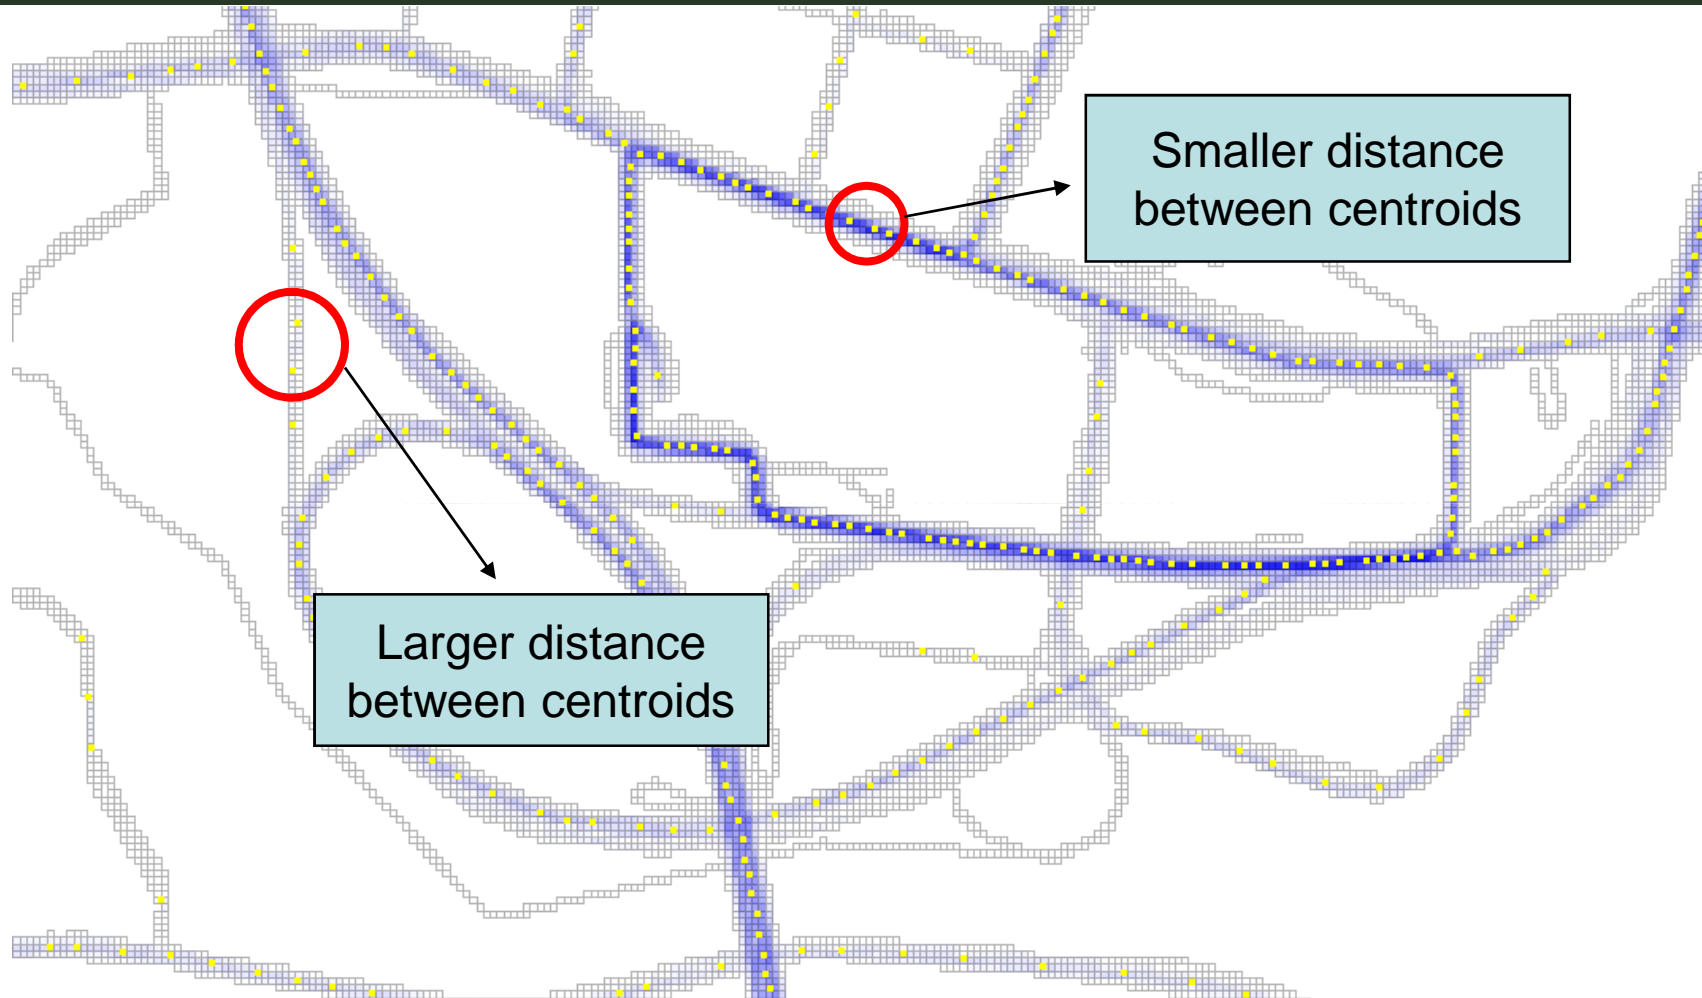 Smaller distance
between centroids
Larger distance
between centroids